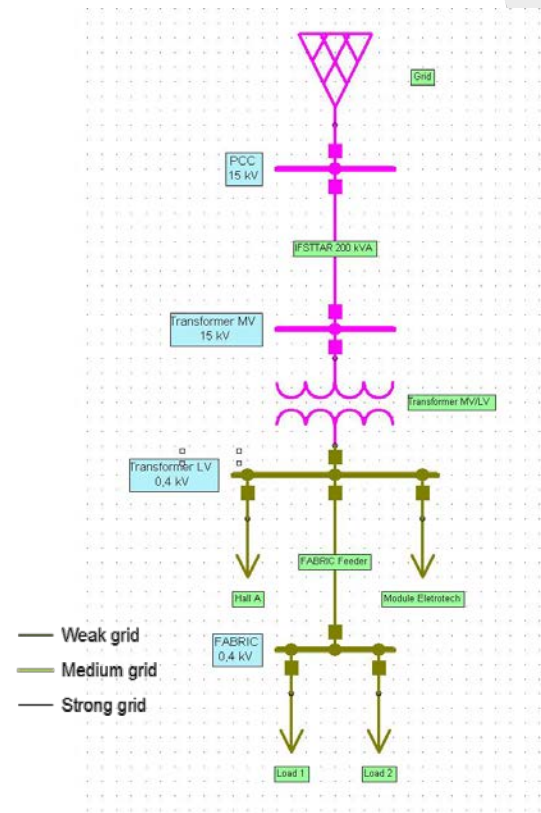 Grid
PCC
15 kV
IFSTTAR 200 kVA
Transformer MV
15 kV
Transformer MV/LV
Transformer LV
0,4 kV
FABRIC Feeder
Hall A
Module Eletrotech
Weak grid
FABRIC
0,4 kV
Medium grid
Strong grid
Load 1
Load 2